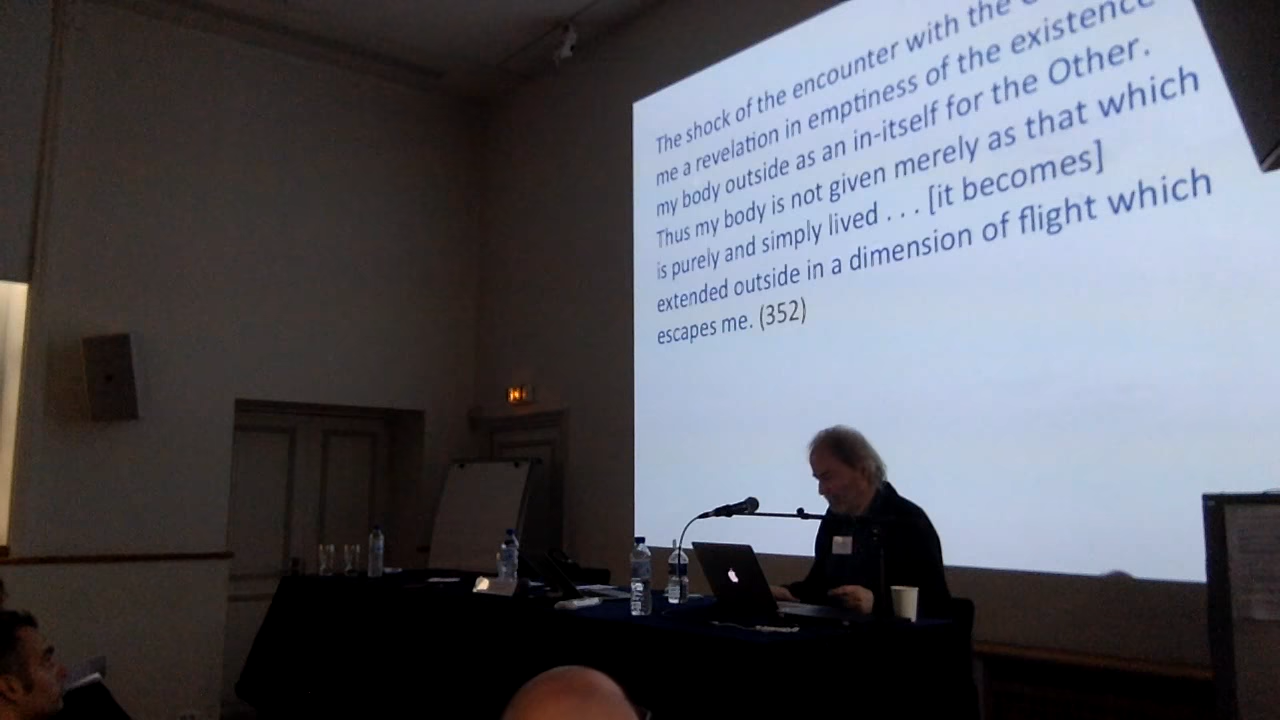 The shock of the encounter with the
me a revelation in emptiness of the existence
my body outside as an in-itself for the Other.
Thus my body is not given merely as that which
is purely and simply lived . . . [it becomes]
extended outside in a dimension of flight which
escapes me. (352)